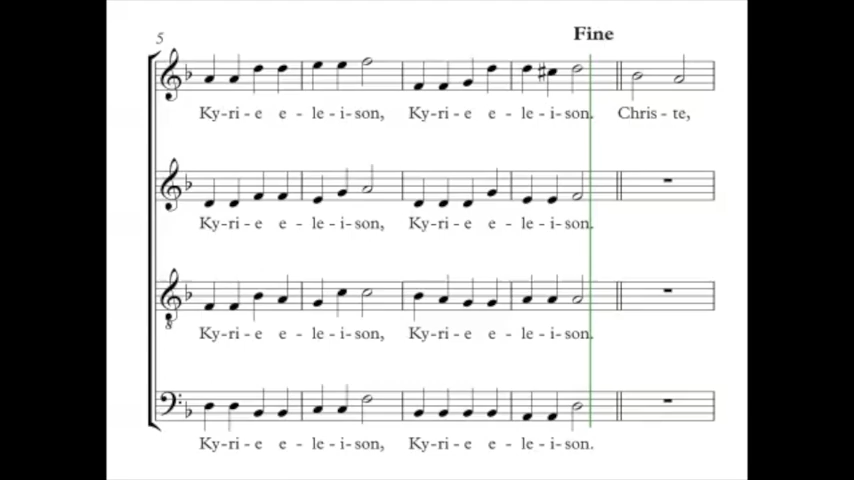 Fine
5
Ky-ri-e e - le-i-son, Ky-ri-e e - le-i-son. Chris-te,
Ky-ri-e e - le-i-son, Ky-ri-e e - le-i-son.
8
Ky-ri-e e - le-i-son, Ky-ri-e e - le-i-son.
Ky-ri-e e - le-i-son, Ky-ri-e e - le-i-son.